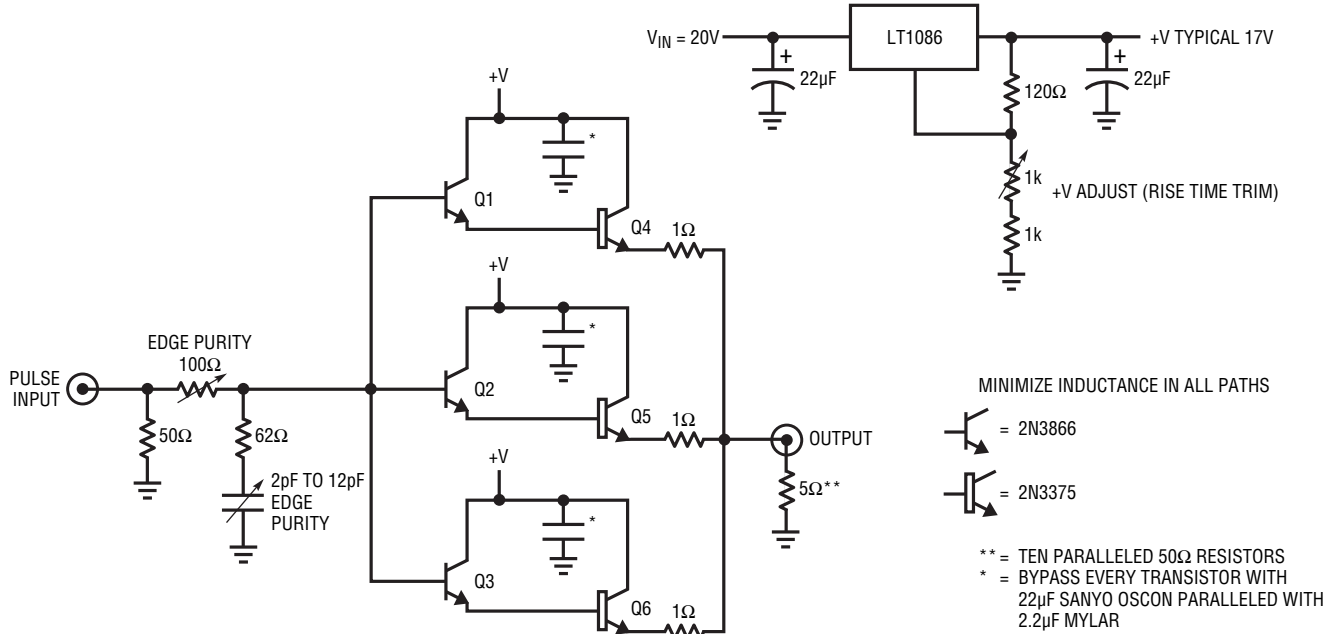 V_IN = 20V
LT1086
+V TYPICAL 17V
+
22µF
120Ω
+
22µF
1k
+V ADJUST (RISE TIME TRIM)
1k
+V
*
Q1
Q4
1Ω
+V
*
Q2
Q5
1Ω
EDGE PURITY
100Ω
PULSE
INPUT
50Ω
62Ω
2pF TO 12pF
EDGE
PURITY
OUTPUT
5Ω**
+V
*
Q3
Q6
1Ω
MINIMIZE INDUCTANCE IN ALL PATHS
= 2N3866
= 2N3375
** = TEN PARALLELED 50Ω RESISTORS
* = BYPASS EVERY TRANSISTOR WITH
22µF SANYO OSCON PARALLELED WITH
2.2µF MYLAR